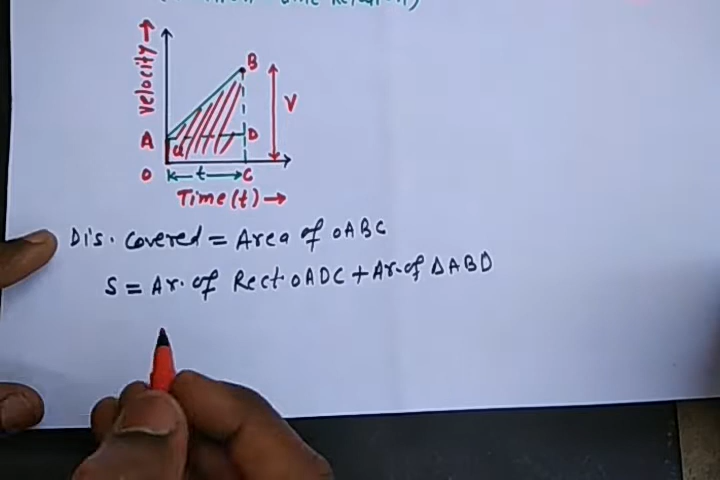 Velocity →
B
V
A
u
D
O
t
C
Time (t) →
Dis. Covered = Area of OABC
S = Ar. of Rect OADC + Ar. of ΔABD